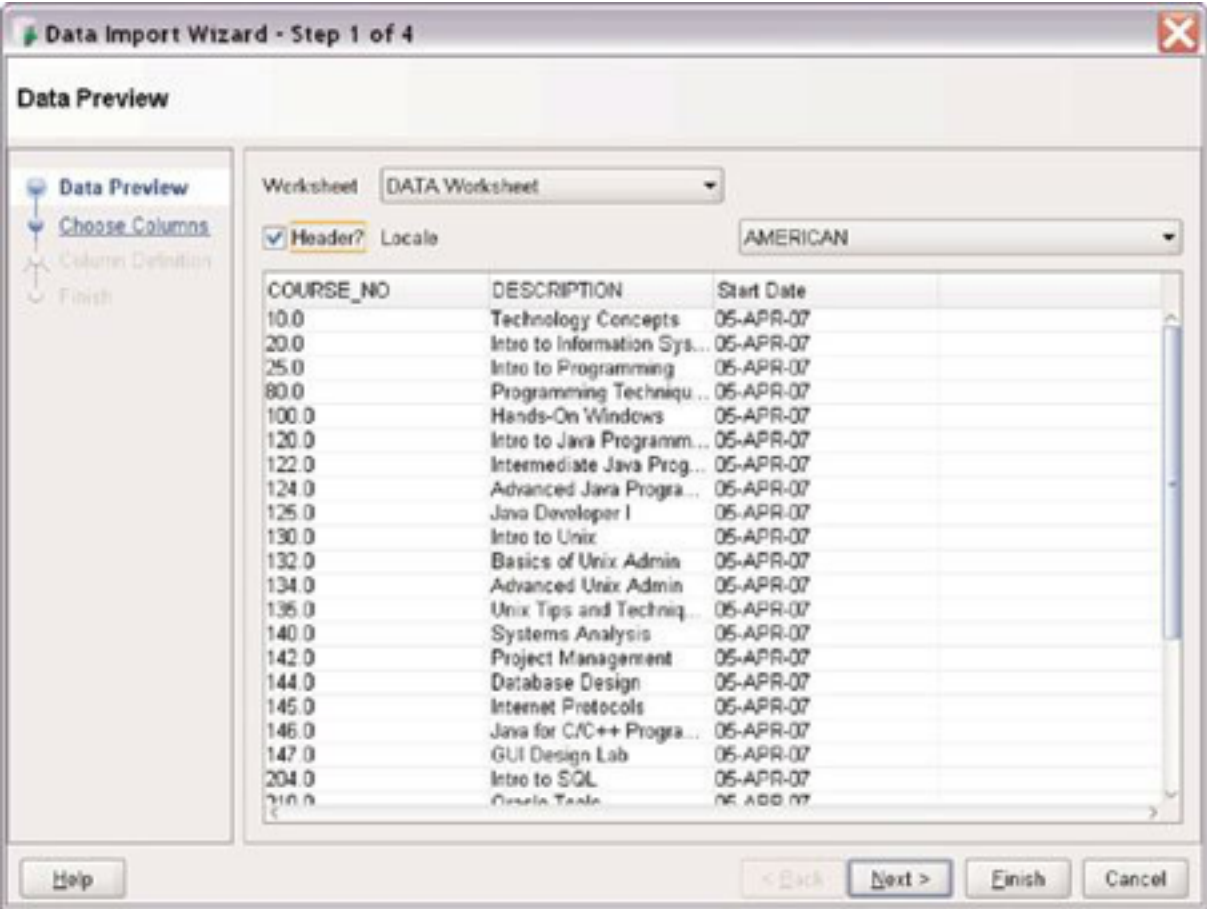 Data Import Wizard - Step 1 of 4
Data Preview
Data Preview
Choose Columns
Column Definition
Finish
Worksheet DATA Worksheet
Header? Locale AMERICAN
COURSE_NO DESCRIPTION Start Date
10.0 Technology Concepts 05-APR-07
20.0 Intro to Information Sys... 05-APR-07
25.0 Intro to Programming 05-APR-07
80.0 Programming Techniqu... 05-APR-07
100.0 Hands-On Windows 05-APR-07
120.0 Intro to Java Programm... 05-APR-07
122.0 Intermediate Java Prog... 05-APR-07
124.0 Advanced Java Progra... 05-APR-07
125.0 Java Developer I 05-APR-07
130.0 Intro to Unix 05-APR-07
132.0 Basics of Unix Admin 05-APR-07
134.0 Advanced Unix Admin 05-APR-07
135.0 Unix Tips and Techniq... 05-APR-07
140.0 Systems Analysis 05-APR-07
142.0 Project Management 05-APR-07
144.0 Database Design 05-APR-07
145.0 Internet Protocols 05-APR-07
146.0 Java for C/C++ Progra... 05-APR-07
147.0 GUI Design Lab 05-APR-07
204.0 Intro to SQL 05-APR-07
210.0 Oracle Tools 05-APR-07
Help < Back Next > Finish Cancel